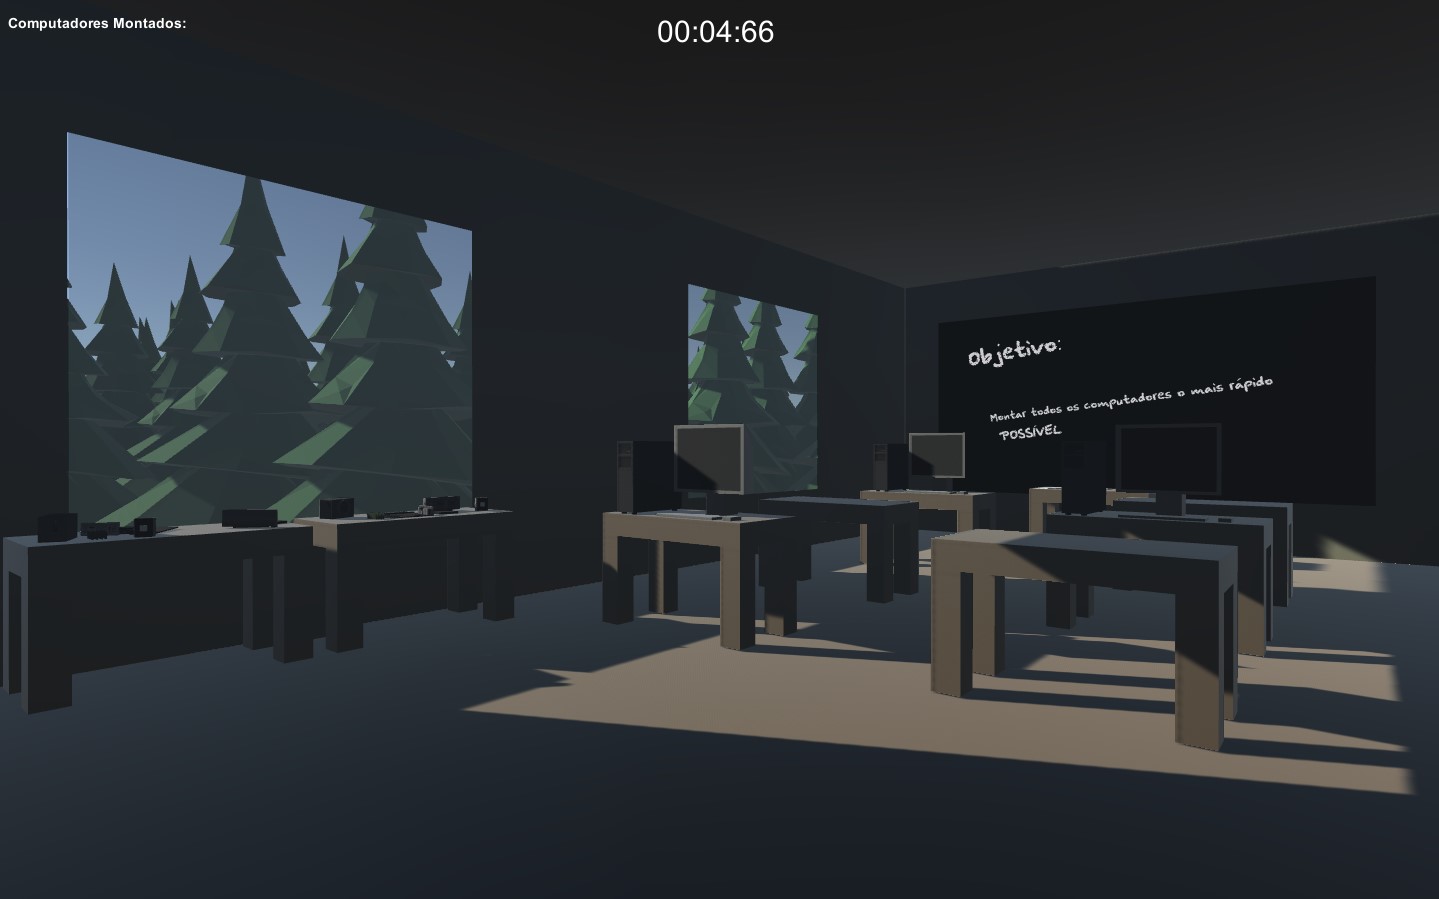 Computadores Montados:
00:04:66
objetivo:
Montar todos os computadores o mais rápido
POSSÍVEL